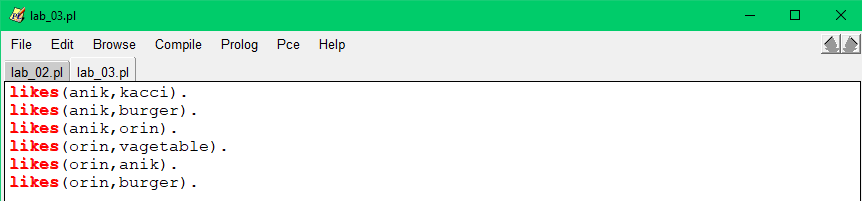 lab_03.pl
File Edit Browse Compile Prolog Pce Help
lab_02.pl lab_03.pl
likes(anik,kacci).
likes(anik,burger).
likes(anik,orin).
likes(orin,vagetable).
likes(orin,anik).
likes(orin,burger).